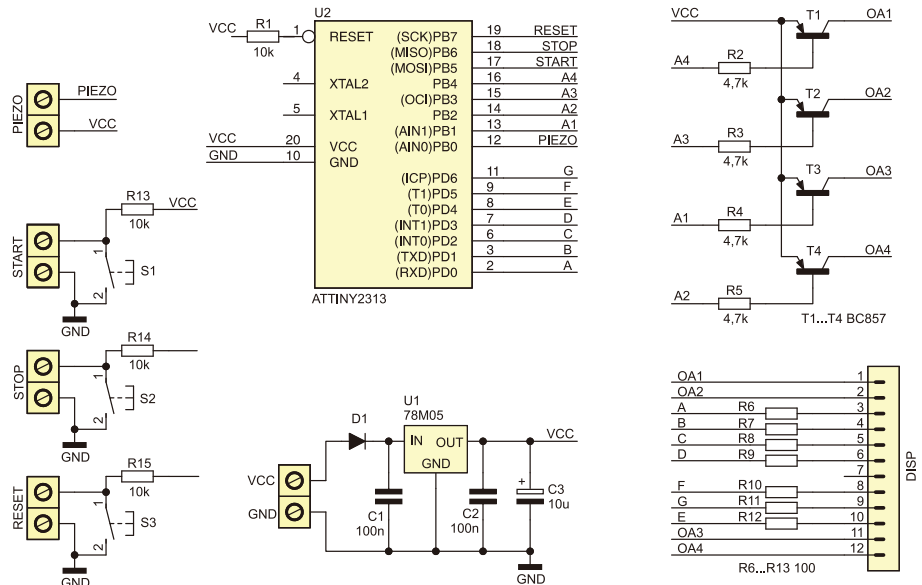 PIEZO
PIEZO
VCC
START
R13
10k
VCC
1
2
S1
GND
STOP
R14
10k
1
2
S2
GND
RESET
R15
10k
1
2
S3
GND
U2
VCC
R1
10k
1
RESET
4
XTAL2
5
XTAL1
VCC
20
VCC
GND
10
GND
(SCK)PB7
19
RESET
(MISO)PB6
18
STOP
(MOSI)PB5
17
START
PB4
16
A4
(OCI)PB3
15
A3
PB2
14
A2
(AIN1)PB1
13
A1
(AIN0)PB0
12
PIEZO
(ICP)PD6
11
G
(T1)PD5
9
F
(T0)PD4
8
E
(INT1)PD3
7
D
(INT0)PD2
6
C
(TXD)PD1
3
B
(RXD)PD0
2
A
ATTINY2313
VCC
GND
D1
U1
78M05
IN
OUT
GND
VCC
C1
100n
C2
100n
+
C3
10u
GND
VCC
T1
OA1
A4
R2
4,7k
T2
OA2
A3
R3
4,7k
T3
OA3
A1
R4
4,7k
T4
OA4
A2
R5
4,7k
T1...T4 BC857
OA1
1
OA2
2
A
R6
3
B
R7
4
C
R8
5
D
R9
6
7
F
R10
8
G
R11
9
E
R12
10
OA3
11
OA4
12
DISP
R6...R13 100